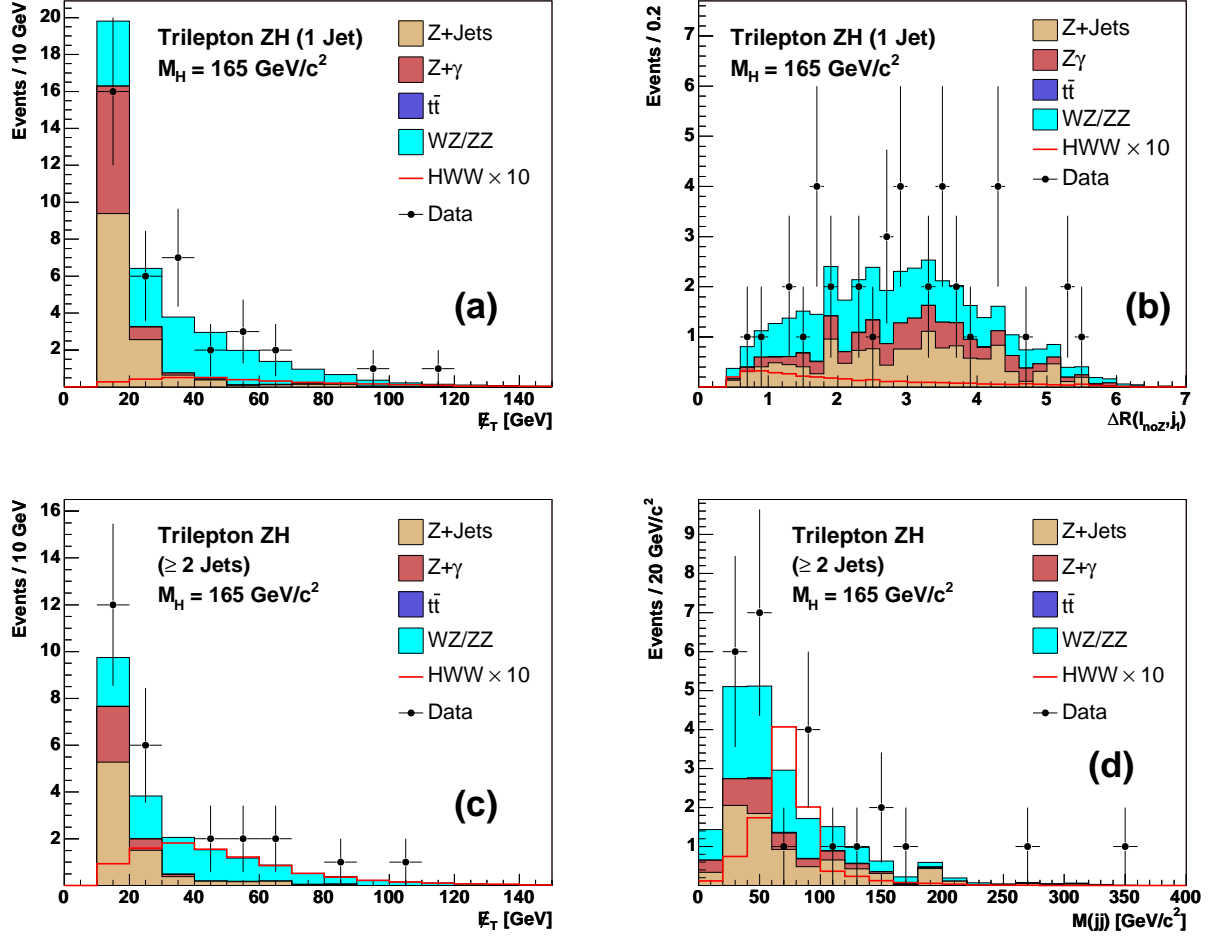 Events / 10 GeV
20
18
16
14
12
10
8
6
4
2
Trilepton ZH (1 Jet)
M_H = 165 GeV/c²
Z+Jets
Z+γ
tt̄
WZ/ZZ
HWW × 10
Data
(a)
0 20 40 60 80 100 120 140
E̸_T [GeV]
Events / 0.2
7
6
5
4
3
2
1
Trilepton ZH (1 Jet)
M_H = 165 GeV/c²
Z+Jets
Zγ
tt̄
WZ/ZZ
HWW × 10
Data
(b)
0 1 2 3 4 5 6 7
ΔR(l_noZ,j_l)
Events / 10 GeV
16
14
12
10
8
6
4
2
Trilepton ZH
(≥ 2 Jets)
M_H = 165 GeV/c²
Z+Jets
Z+γ
tt̄
WZ/ZZ
HWW × 10
Data
(c)
0 20 40 60 80 100 120 140
E̸_T [GeV]
Events / 20 GeV/c²
9
8
7
6
5
4
3
2
1
Trilepton ZH
(≥ 2 Jets)
M_H = 165 GeV/c²
Z+Jets
Z+γ
tt̄
WZ/ZZ
HWW × 10
Data
(d)
0 50 100 150 200 250 300 350 400
M(jj) [GeV/c²]